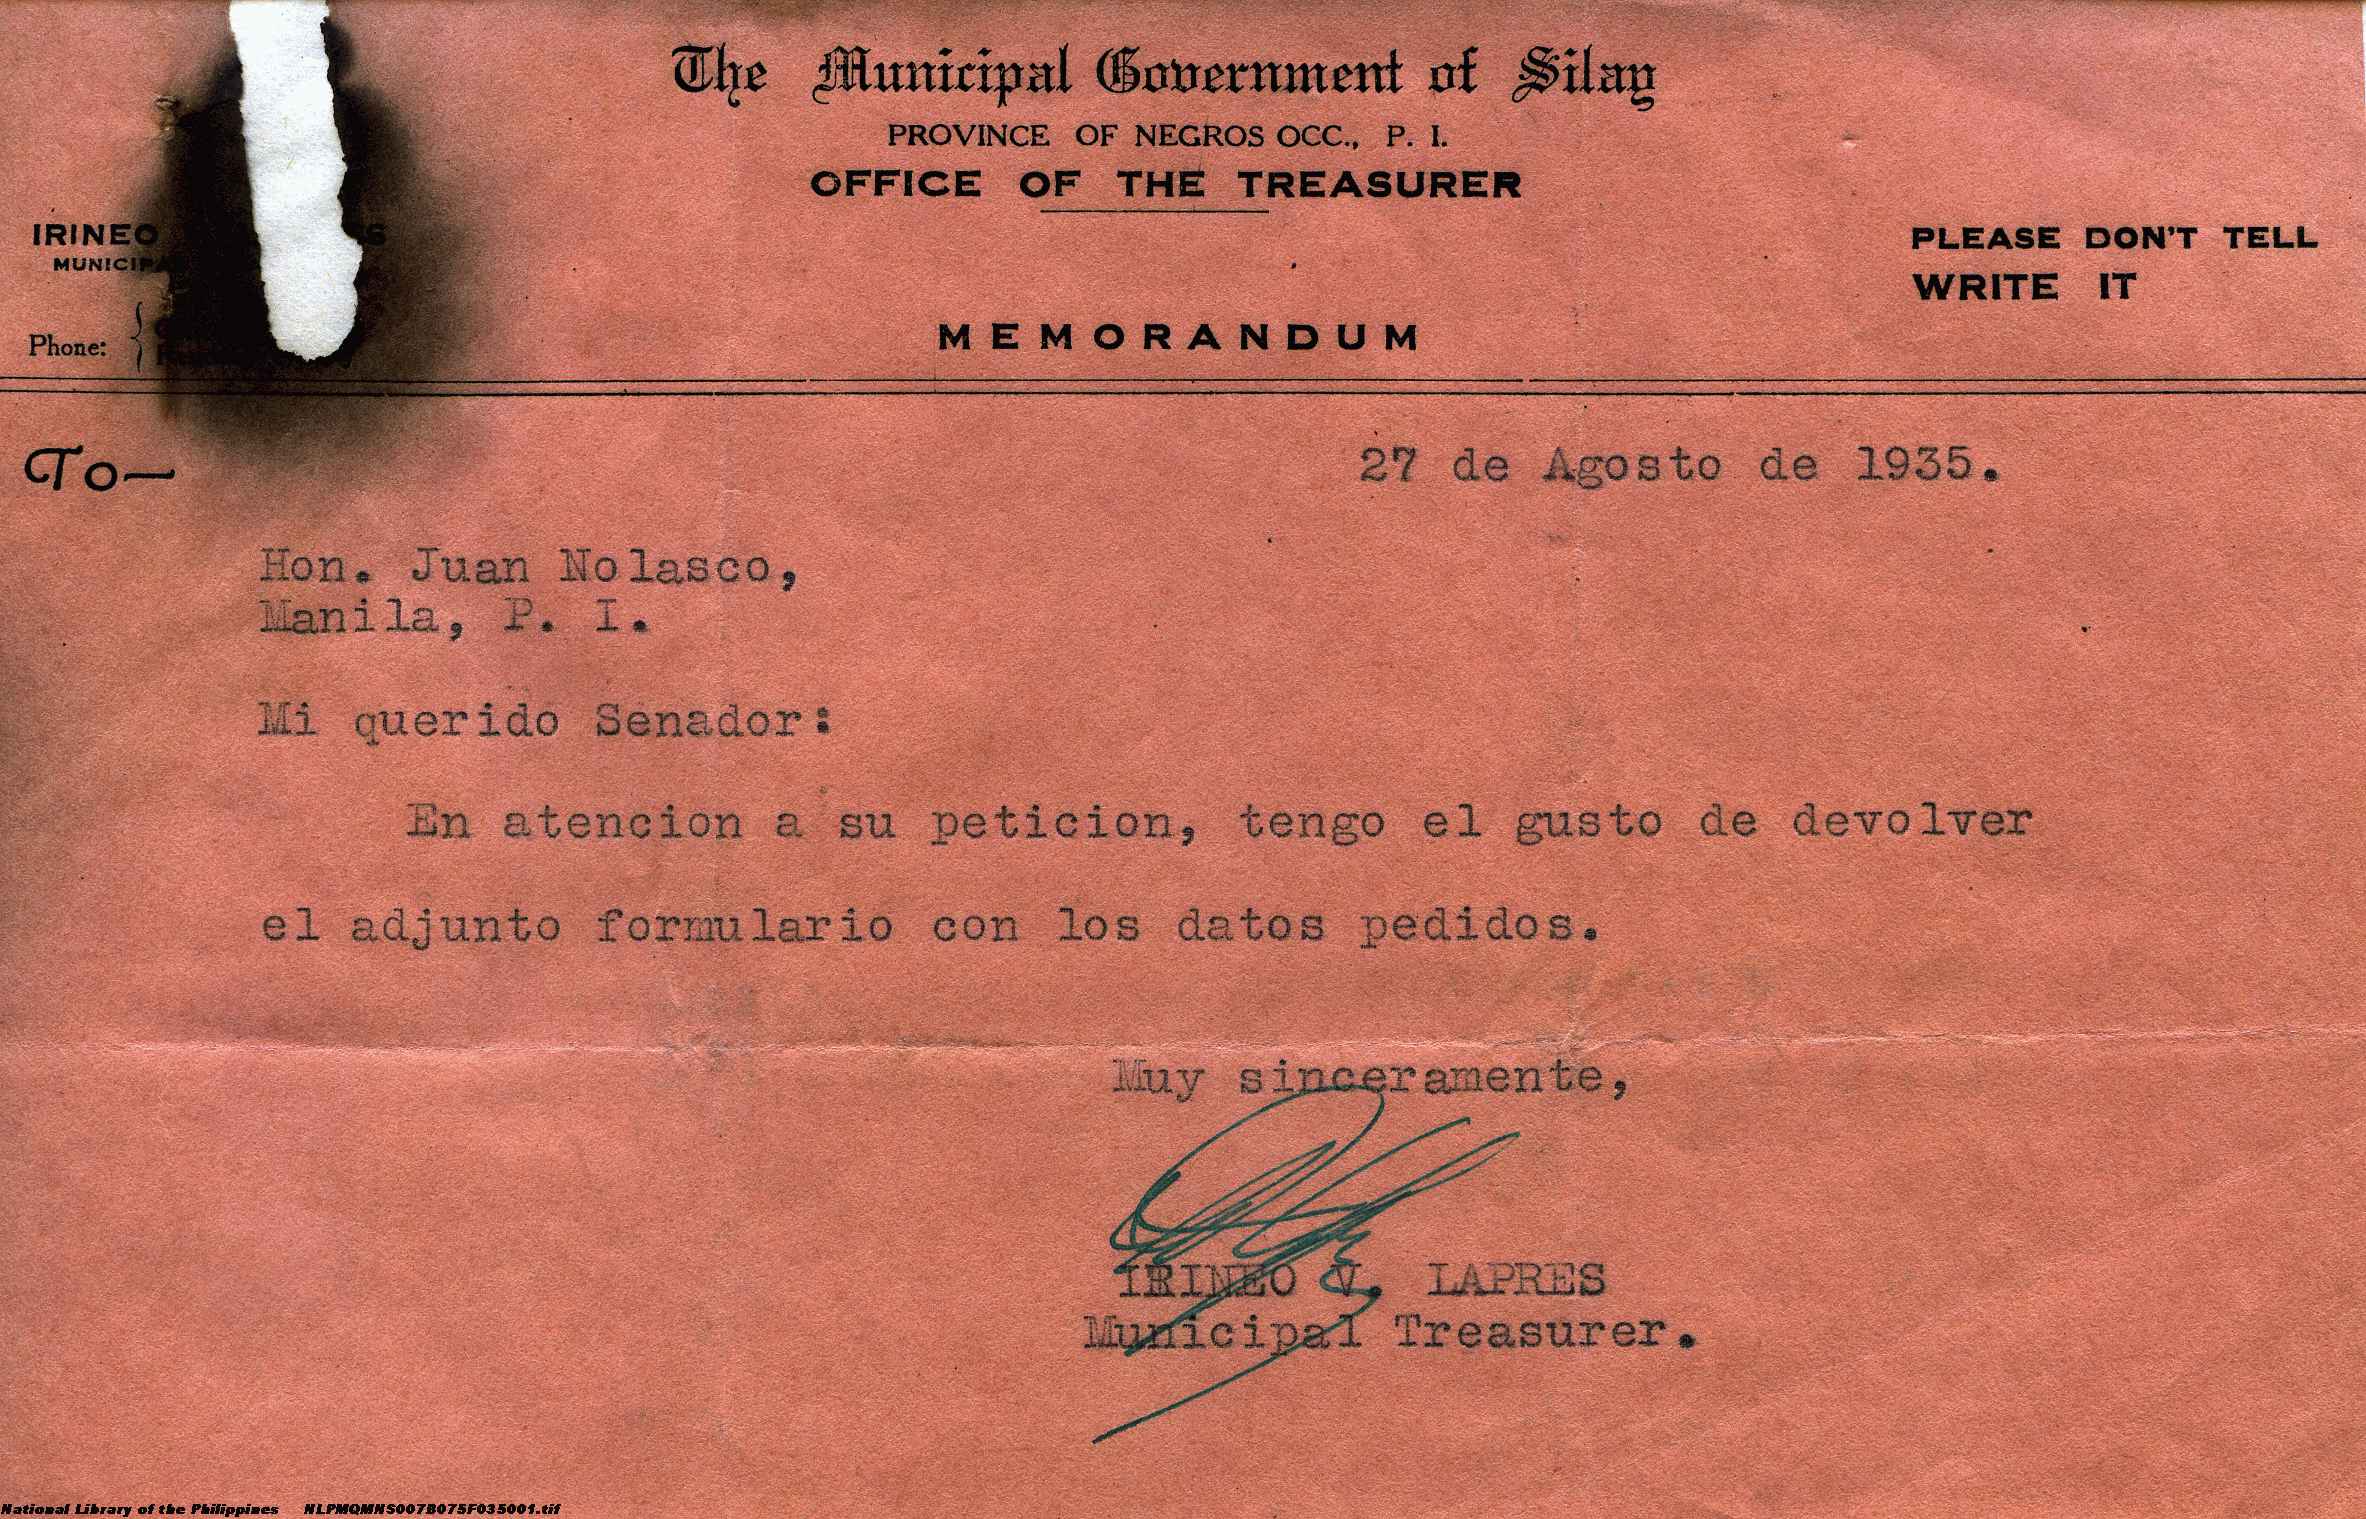 The Municipal Government of Silay
PROVINCE OF NEGROS OCC., P. I.
OFFICE OF THE TREASURER
IRINEO
PLEASE DON'T TELL
WRITE IT
Phone:
MEMORANDUM
To—
27 de Agosto de 1935.
Hon. Juan Nolasco,
Manila, P. I.
Mi querido Senador:
En atencion a su peticion, tengo el gusto de devolver
el adjunto formulario con los datos pedidos.
Muy sinceramente,
IRINEO V. LAPRES
Municipal Treasurer.
National Library of the Philippines NLPMQMNS007B075F035001.tif